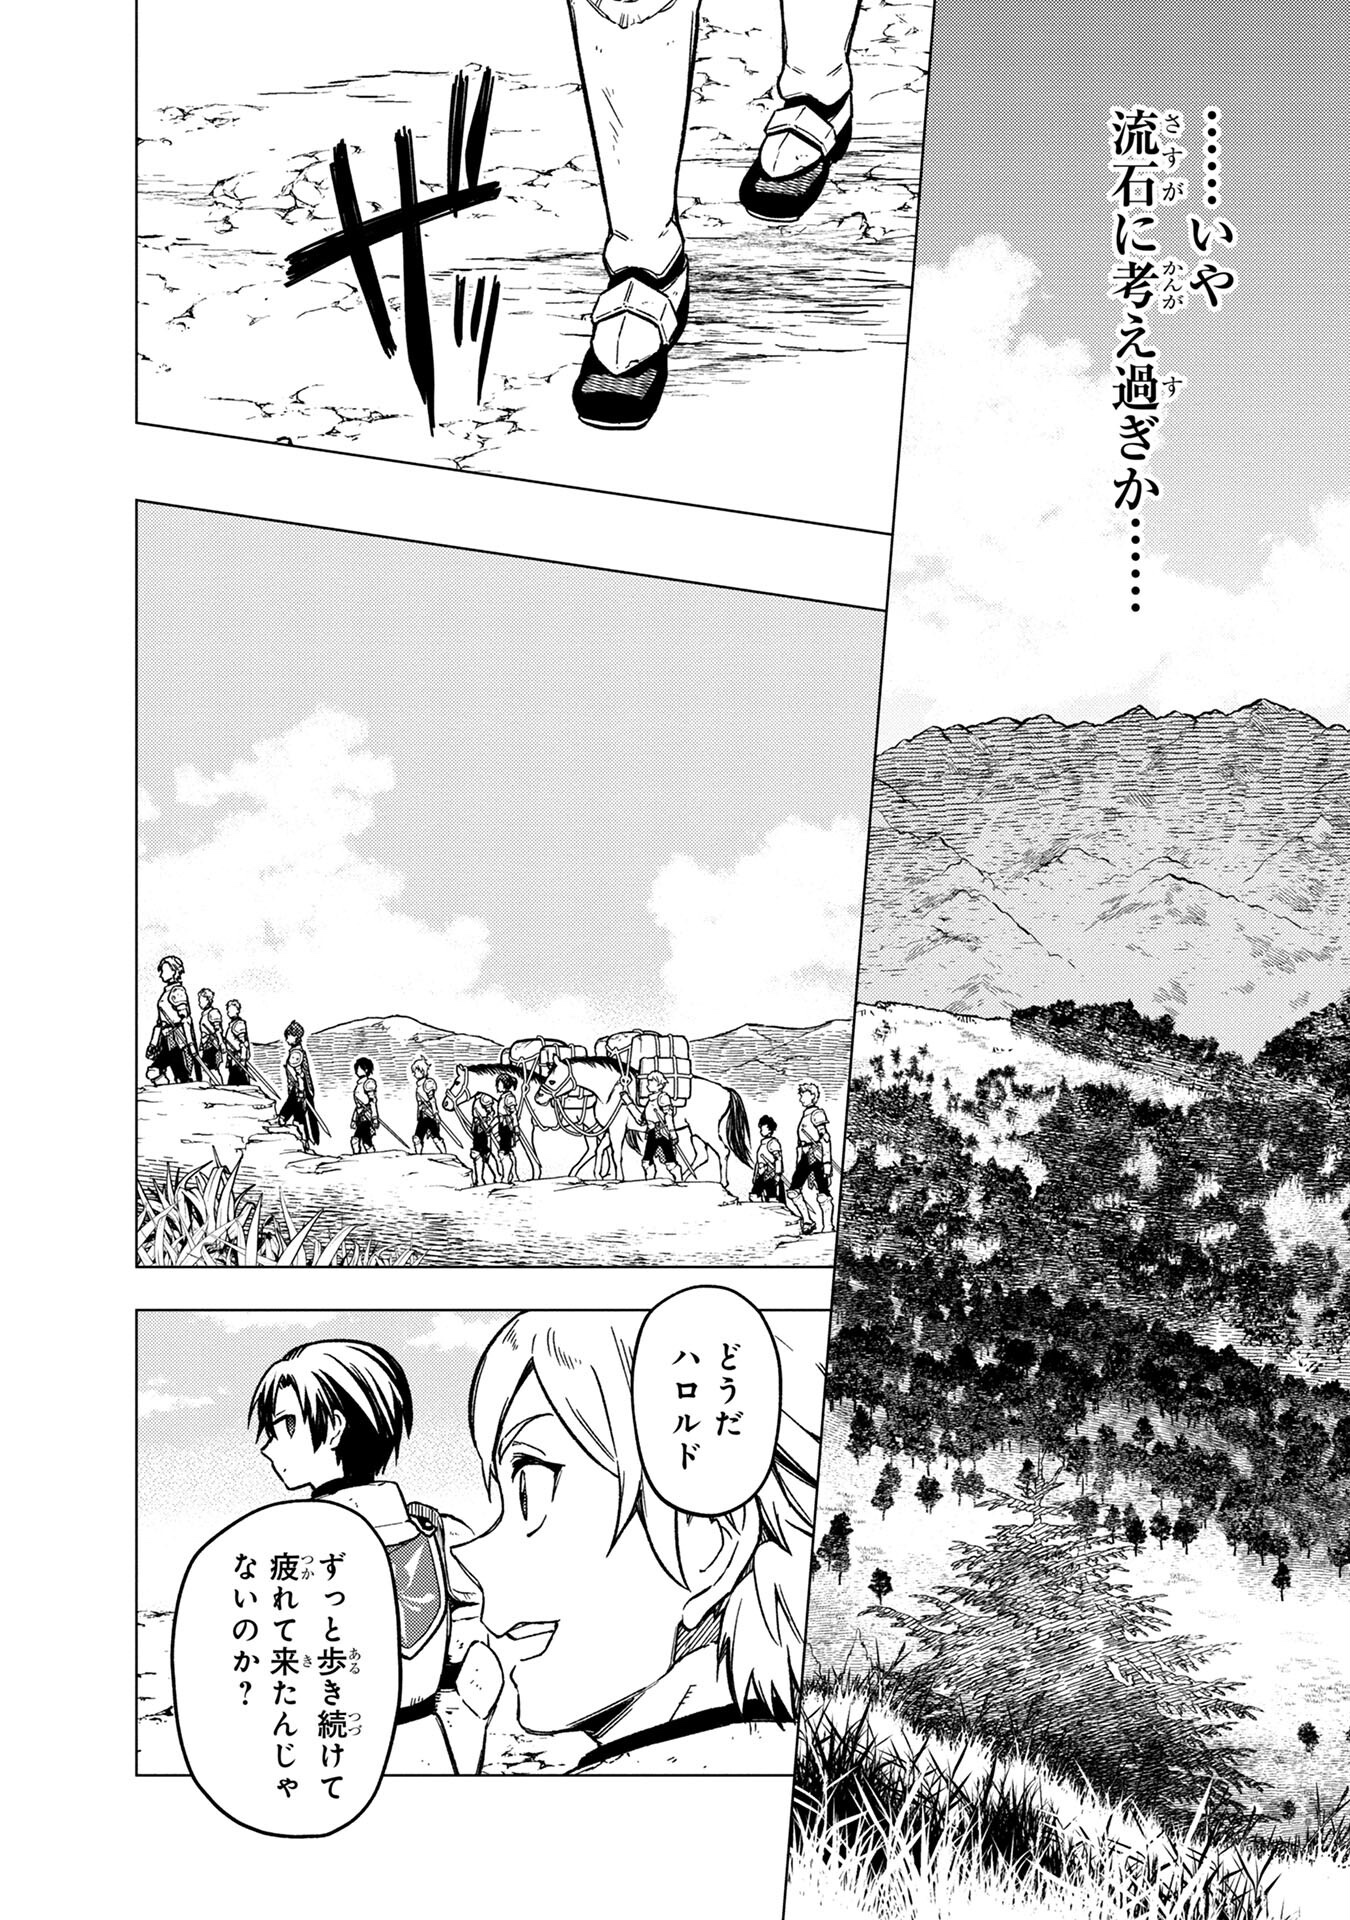 ……いや
流石に考え過ぎか……
ザッ
どうだ
ハロルド
ずっと歩き続けて
疲れて来たんじゃ
ないのか？